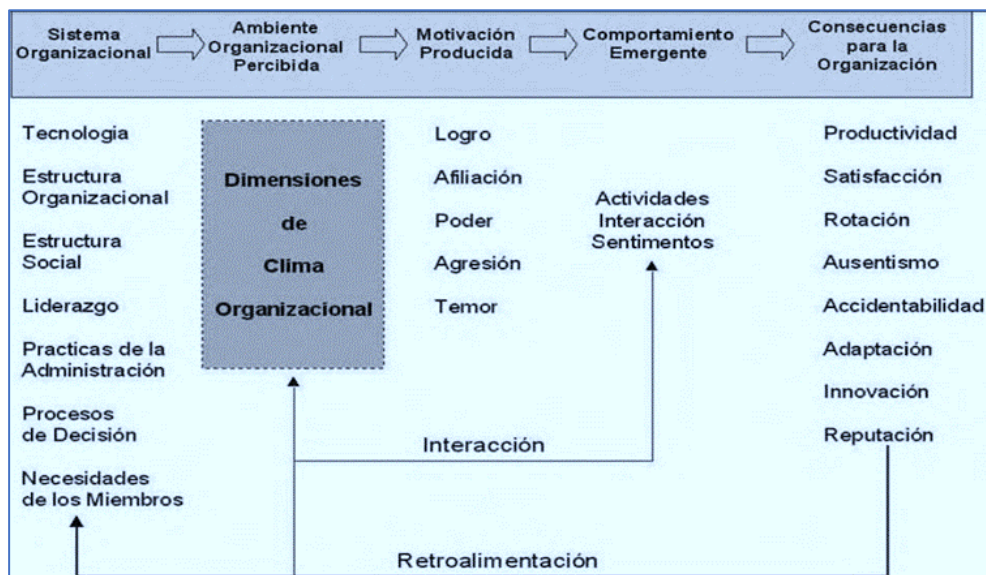 Sistema
Organizacional
Ambiente
Organizacional
Percibida
Motivación
Producida
Comportamiento
Emergente
Consecuencias
para la
Organización
Tecnologia
Estructura
Organizacional
Estructura
Social
Liderazgo
Practicas de la
Administración
Procesos
de Decisión
Necesidades
de los Miembros
Dimensiones
de
Clima
Organizacional
Logro
Afiliación
Poder
Agresión
Temor
Actividades
Interacción
Sentimentos
Productividad
Satisfacción
Rotación
Ausentismo
Accidentabilidad
Adaptación
Innovación
Reputación
Interacción
Retroalimentación